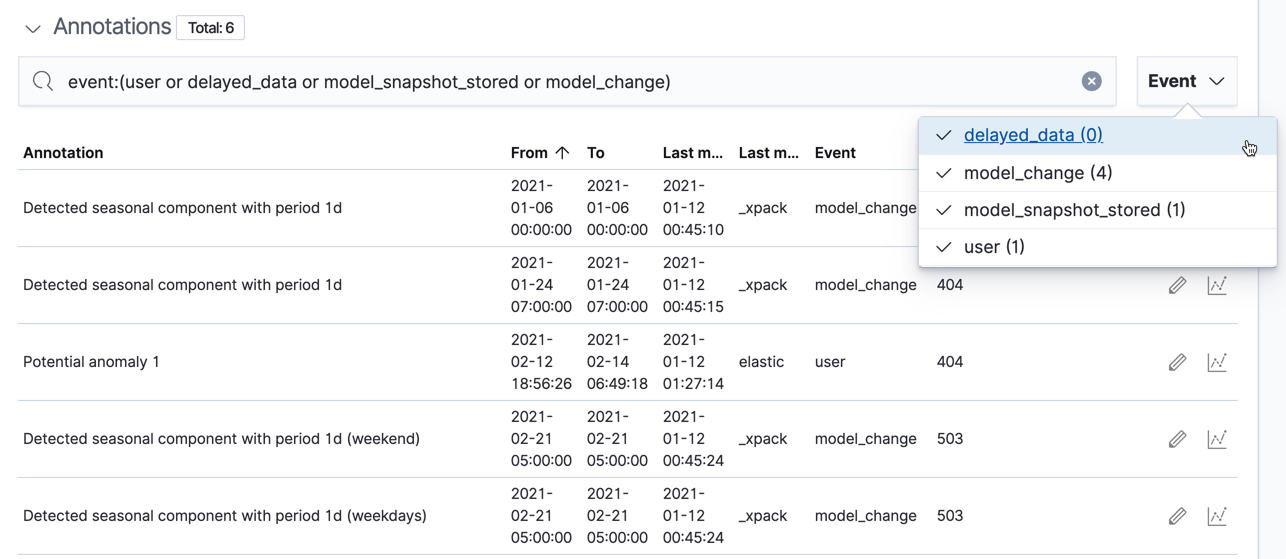 Annotations Total: 6
event:(user or delayed_data or model_snapshot_stored or model_change)
Event
delayed_data (0)
model_change (4)
model_snapshot_stored (1)
user (1)
Annotation From To Last m... Last m... Event
Detected seasonal component with period 1d 2021-01-06 00:00:00 2021-01-06 00:00:00 2021-01-12 00:45:10 _xpack model_change
Detected seasonal component with period 1d 2021-01-24 07:00:00 2021-01-24 07:00:00 2021-01-12 00:45:15 _xpack model_change 404
Potential anomaly 1 2021-02-12 18:56:26 2021-02-14 06:49:18 2021-01-12 01:27:14 elastic user 404
Detected seasonal component with period 1d (weekend) 2021-02-21 05:00:00 2021-02-21 05:00:00 2021-01-12 00:45:24 _xpack model_change 503
Detected seasonal component with period 1d (weekdays) 2021-02-21 05:00:00 2021-02-21 05:00:00 2021-01-12 00:45:24 _xpack model_change 503